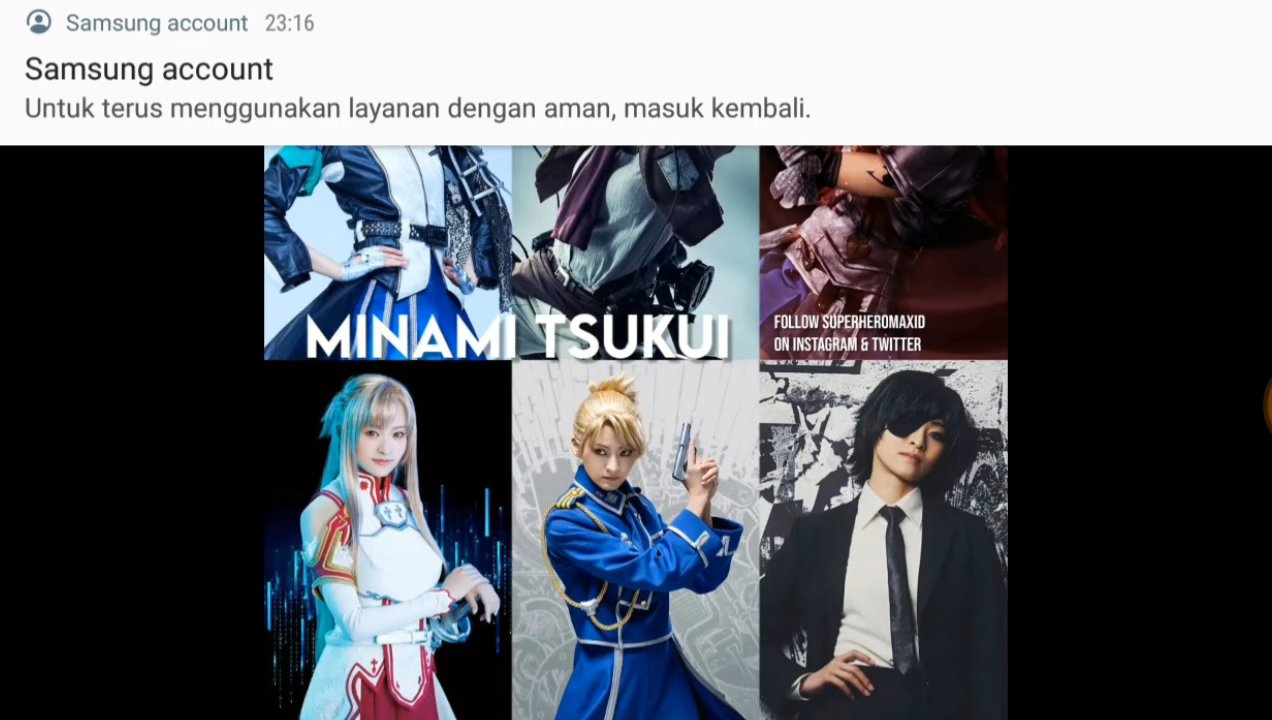 Samsung account 23:16
Samsung account
Untuk terus menggunakan layanan dengan aman, masuk kembali.
MINAMI TSUKUI
FOLLOW SUPERHEROMAXID
ON INSTAGRAM & TWITTER